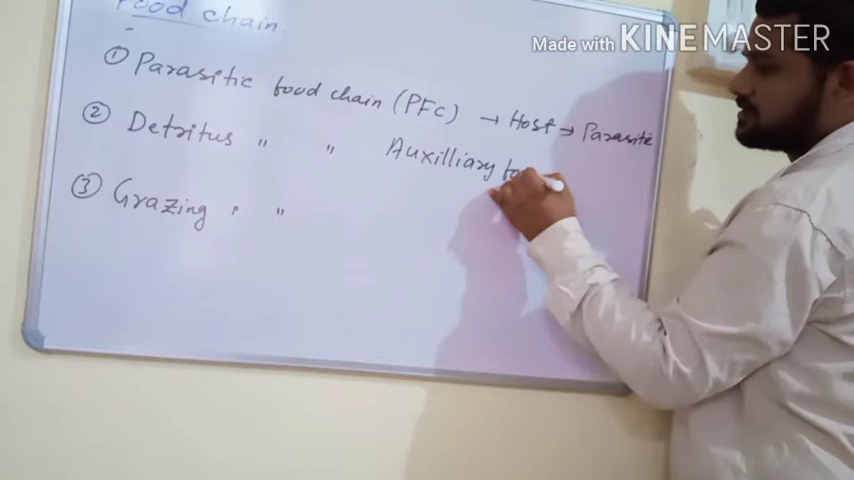 Made with KINEMASTER
Food chain.
① Parasitic food chain (PFC) → Host → Parasite
② Detritus " " Auxilliary fo
③ Grazing " "